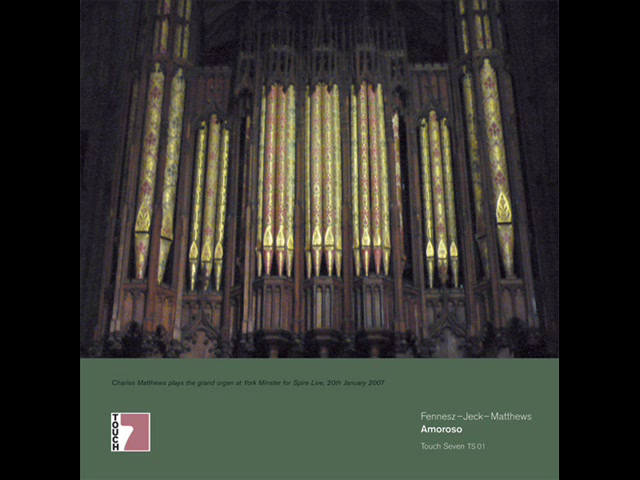 Charles Matthews plays the grand organ at York Minster for Spire Live, 20th January 2007
TOUCH
7
Fennesz–Jeck–Matthews
Amoroso
Touch Seven TS 01